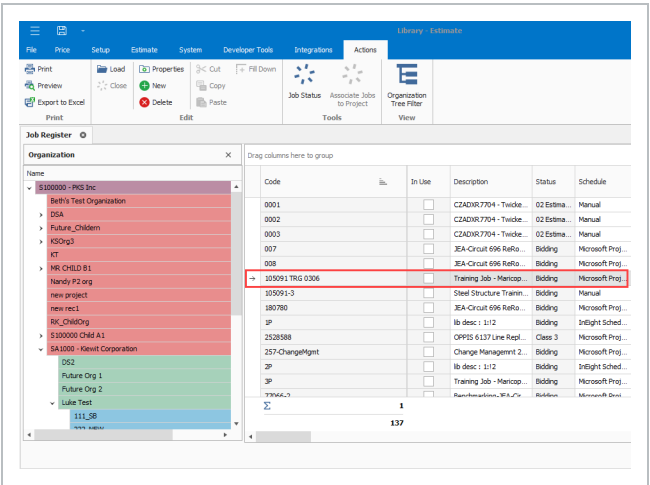 Library - Estimate
File Price Setup Estimate System Developer Tools Integrations Actions
Print Load Properties Cut Fill Down
Preview Close New Copy
Export to Excel Delete Paste
Job Status Associate Jobs to Project Organization Tree Filter
Print Edit Tools View
Job Register
Organization
Drag columns here to group
Name
Code In Use Description Status Schedule
S100000 - PKS Inc
Beth's Test Organization
DSA
Future_Childern
KSOrg3
KT
MR CHILD B1
Nandy P2 org
new project
new rec1
RK_ChildOrg
S100000 Child A1
SA1000 - Kiewit Corporation
DS2
Future Org 1
Future Org 2
Luke Test
111_SB
0001 CZADXR7704 - Twicke... 02 Estima... Manual
0002 CZADXR7704 - Twicke... 02 Estima... Manual
0003 CZADXR7704 - Twicke... 02 Estima... Manual
007 JEA-Circuit 696 ReRo... Bidding Microsoft Proj...
008 JEA-Circuit 696 ReRo... Bidding Microsoft Proj...
105091 TRG 0306 Training Job - Maricop... Bidding Microsoft Proj...
105091-3 Steel Structure Trainin... Bidding Manual
180780 JEA-Circuit 696 ReRo... Bidding Microsoft Proj...
1P lib desc : 1:!2 Bidding InEight Sched...
2528588 OPPIS 6137 Line Repl... Class 3 Microsoft Proj...
257-ChangeMgmt Change Managemnt 2... Bidding Microsoft Proj...
2P lib desc : 1:!2 Bidding InEight Sched...
3P Training Job - Maricop... Bidding Microsoft Proj...
77066-2 Benchmarking-JEA-Cir... Bidding Microsoft Proj...
Σ 1
137